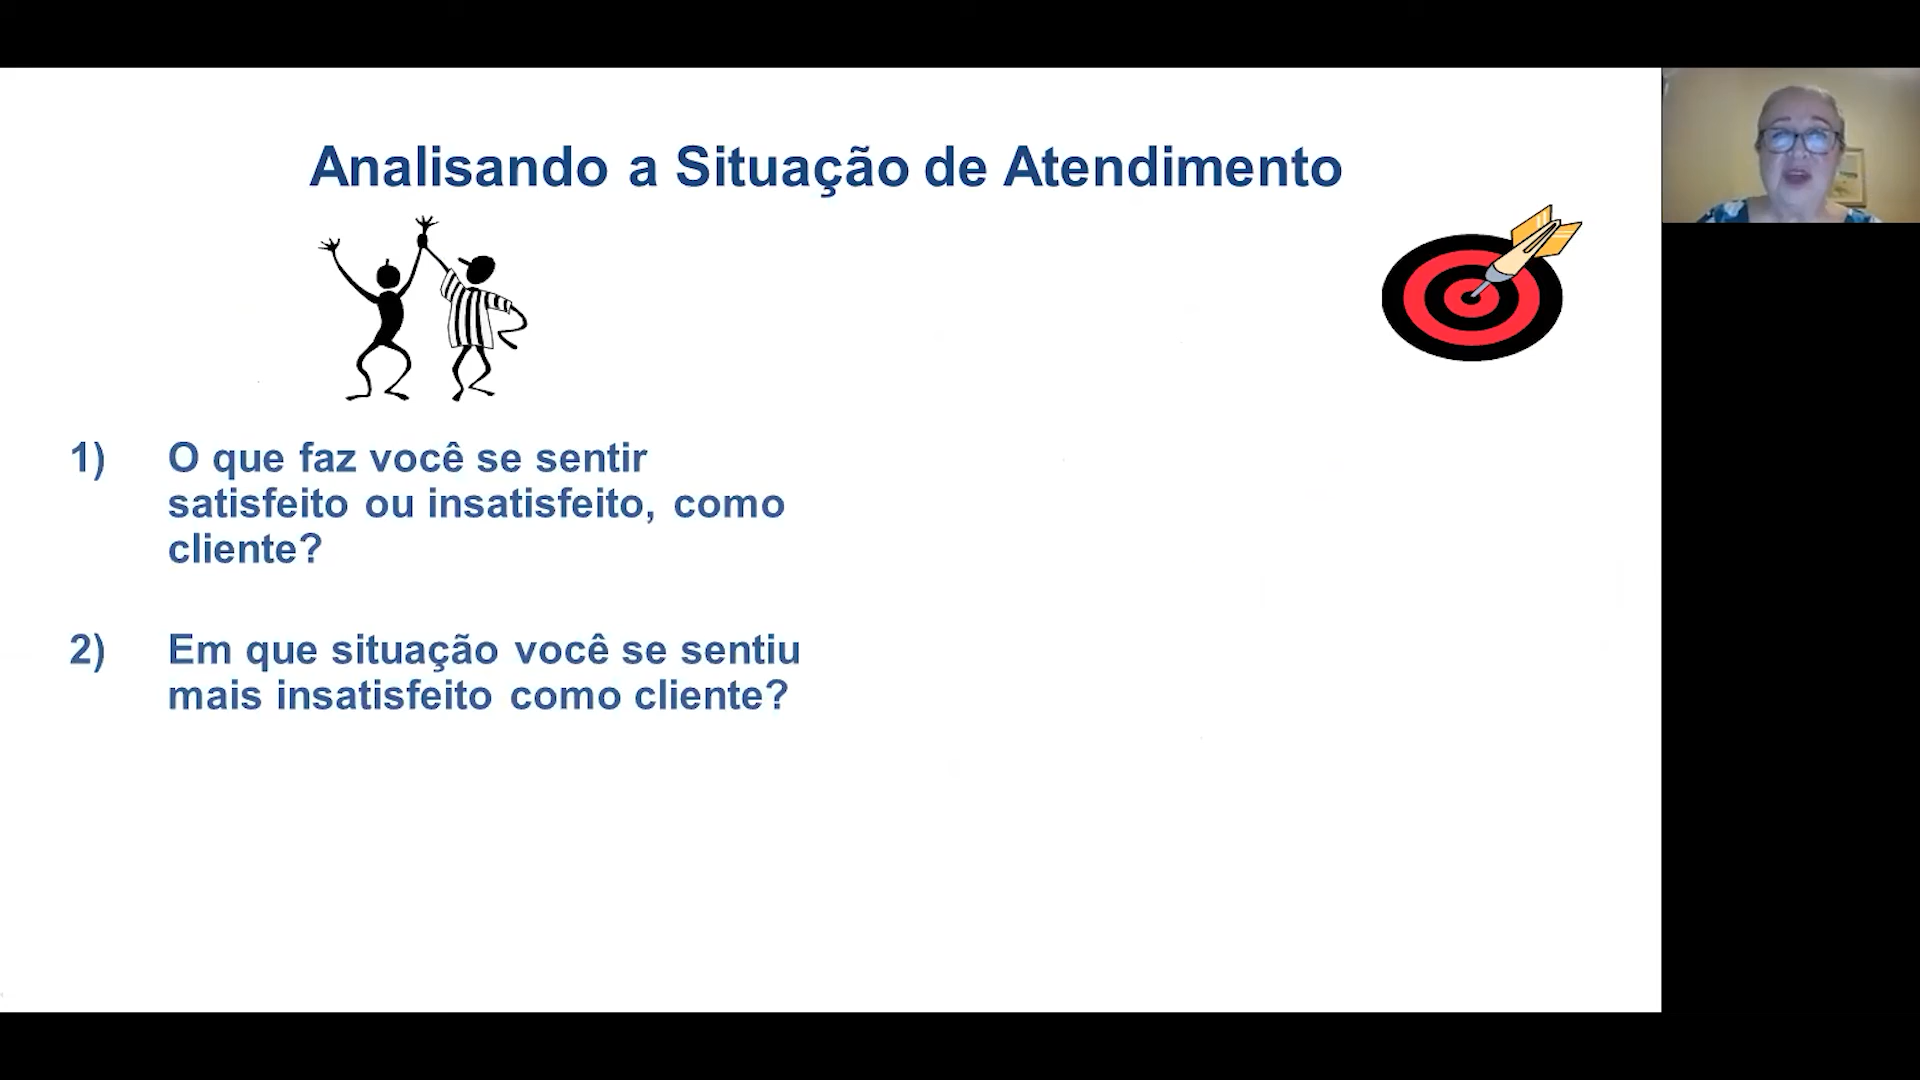 Analisando a Situação de Atendimento
1) O que faz você se sentir
satisfeito ou insatisfeito, como
cliente?
2) Em que situação você se sentiu
mais insatisfeito como cliente?